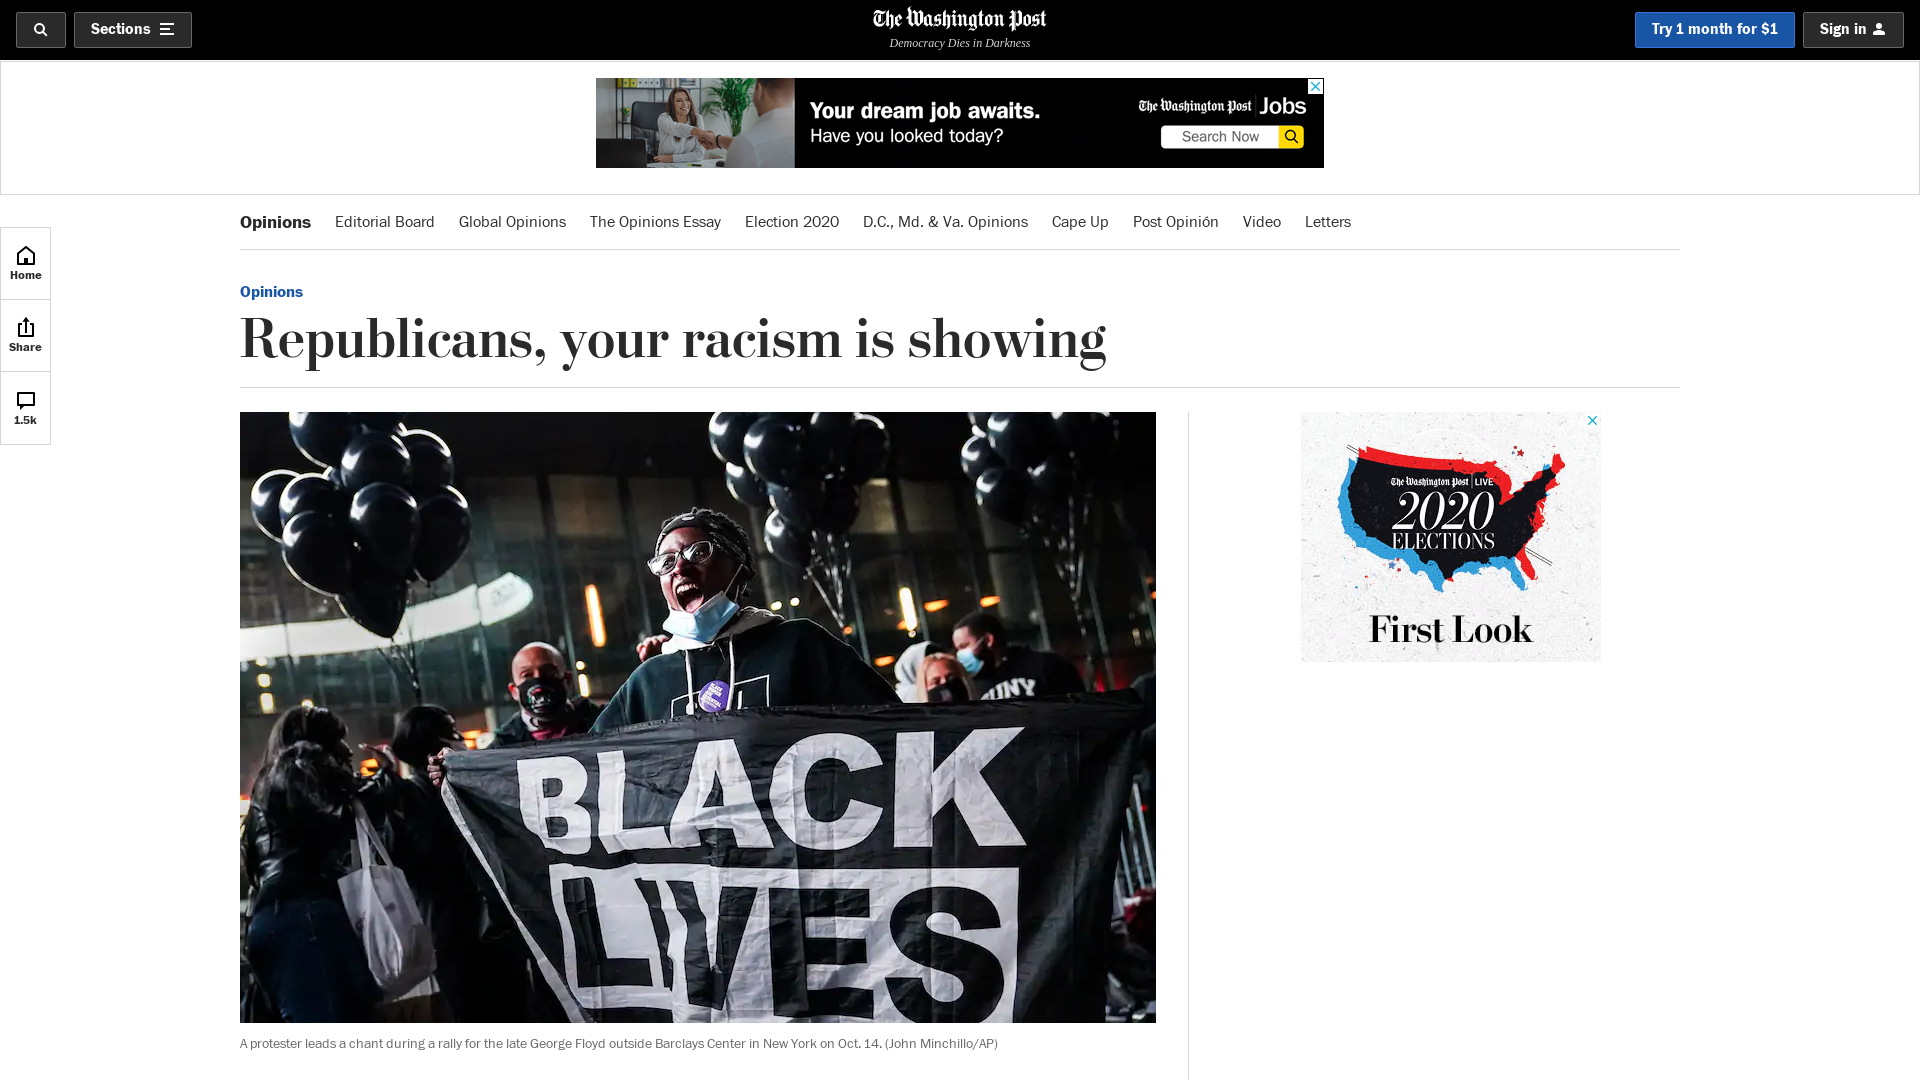 Sections
The Washington Post
Democracy Dies in Darkness
Try 1 month for $1
Sign in
Your dream job awaits.
Have you looked today?
The Washington Post Jobs
Search Now
Opinions Editorial Board Global Opinions The Opinions Essay Election 2020 D.C., Md. & Va. Opinions Cape Up Post Opinión Video Letters
Home
Share
1.5k
Opinions
Republicans, your racism is showing
BLACK
LIVES
UNY
The Washington Post LIVE
2020
ELECTIONS
First Look
A protester leads a chant during a rally for the late George Floyd outside Barclays Center in New York on Oct. 14. (John Minchillo/AP)